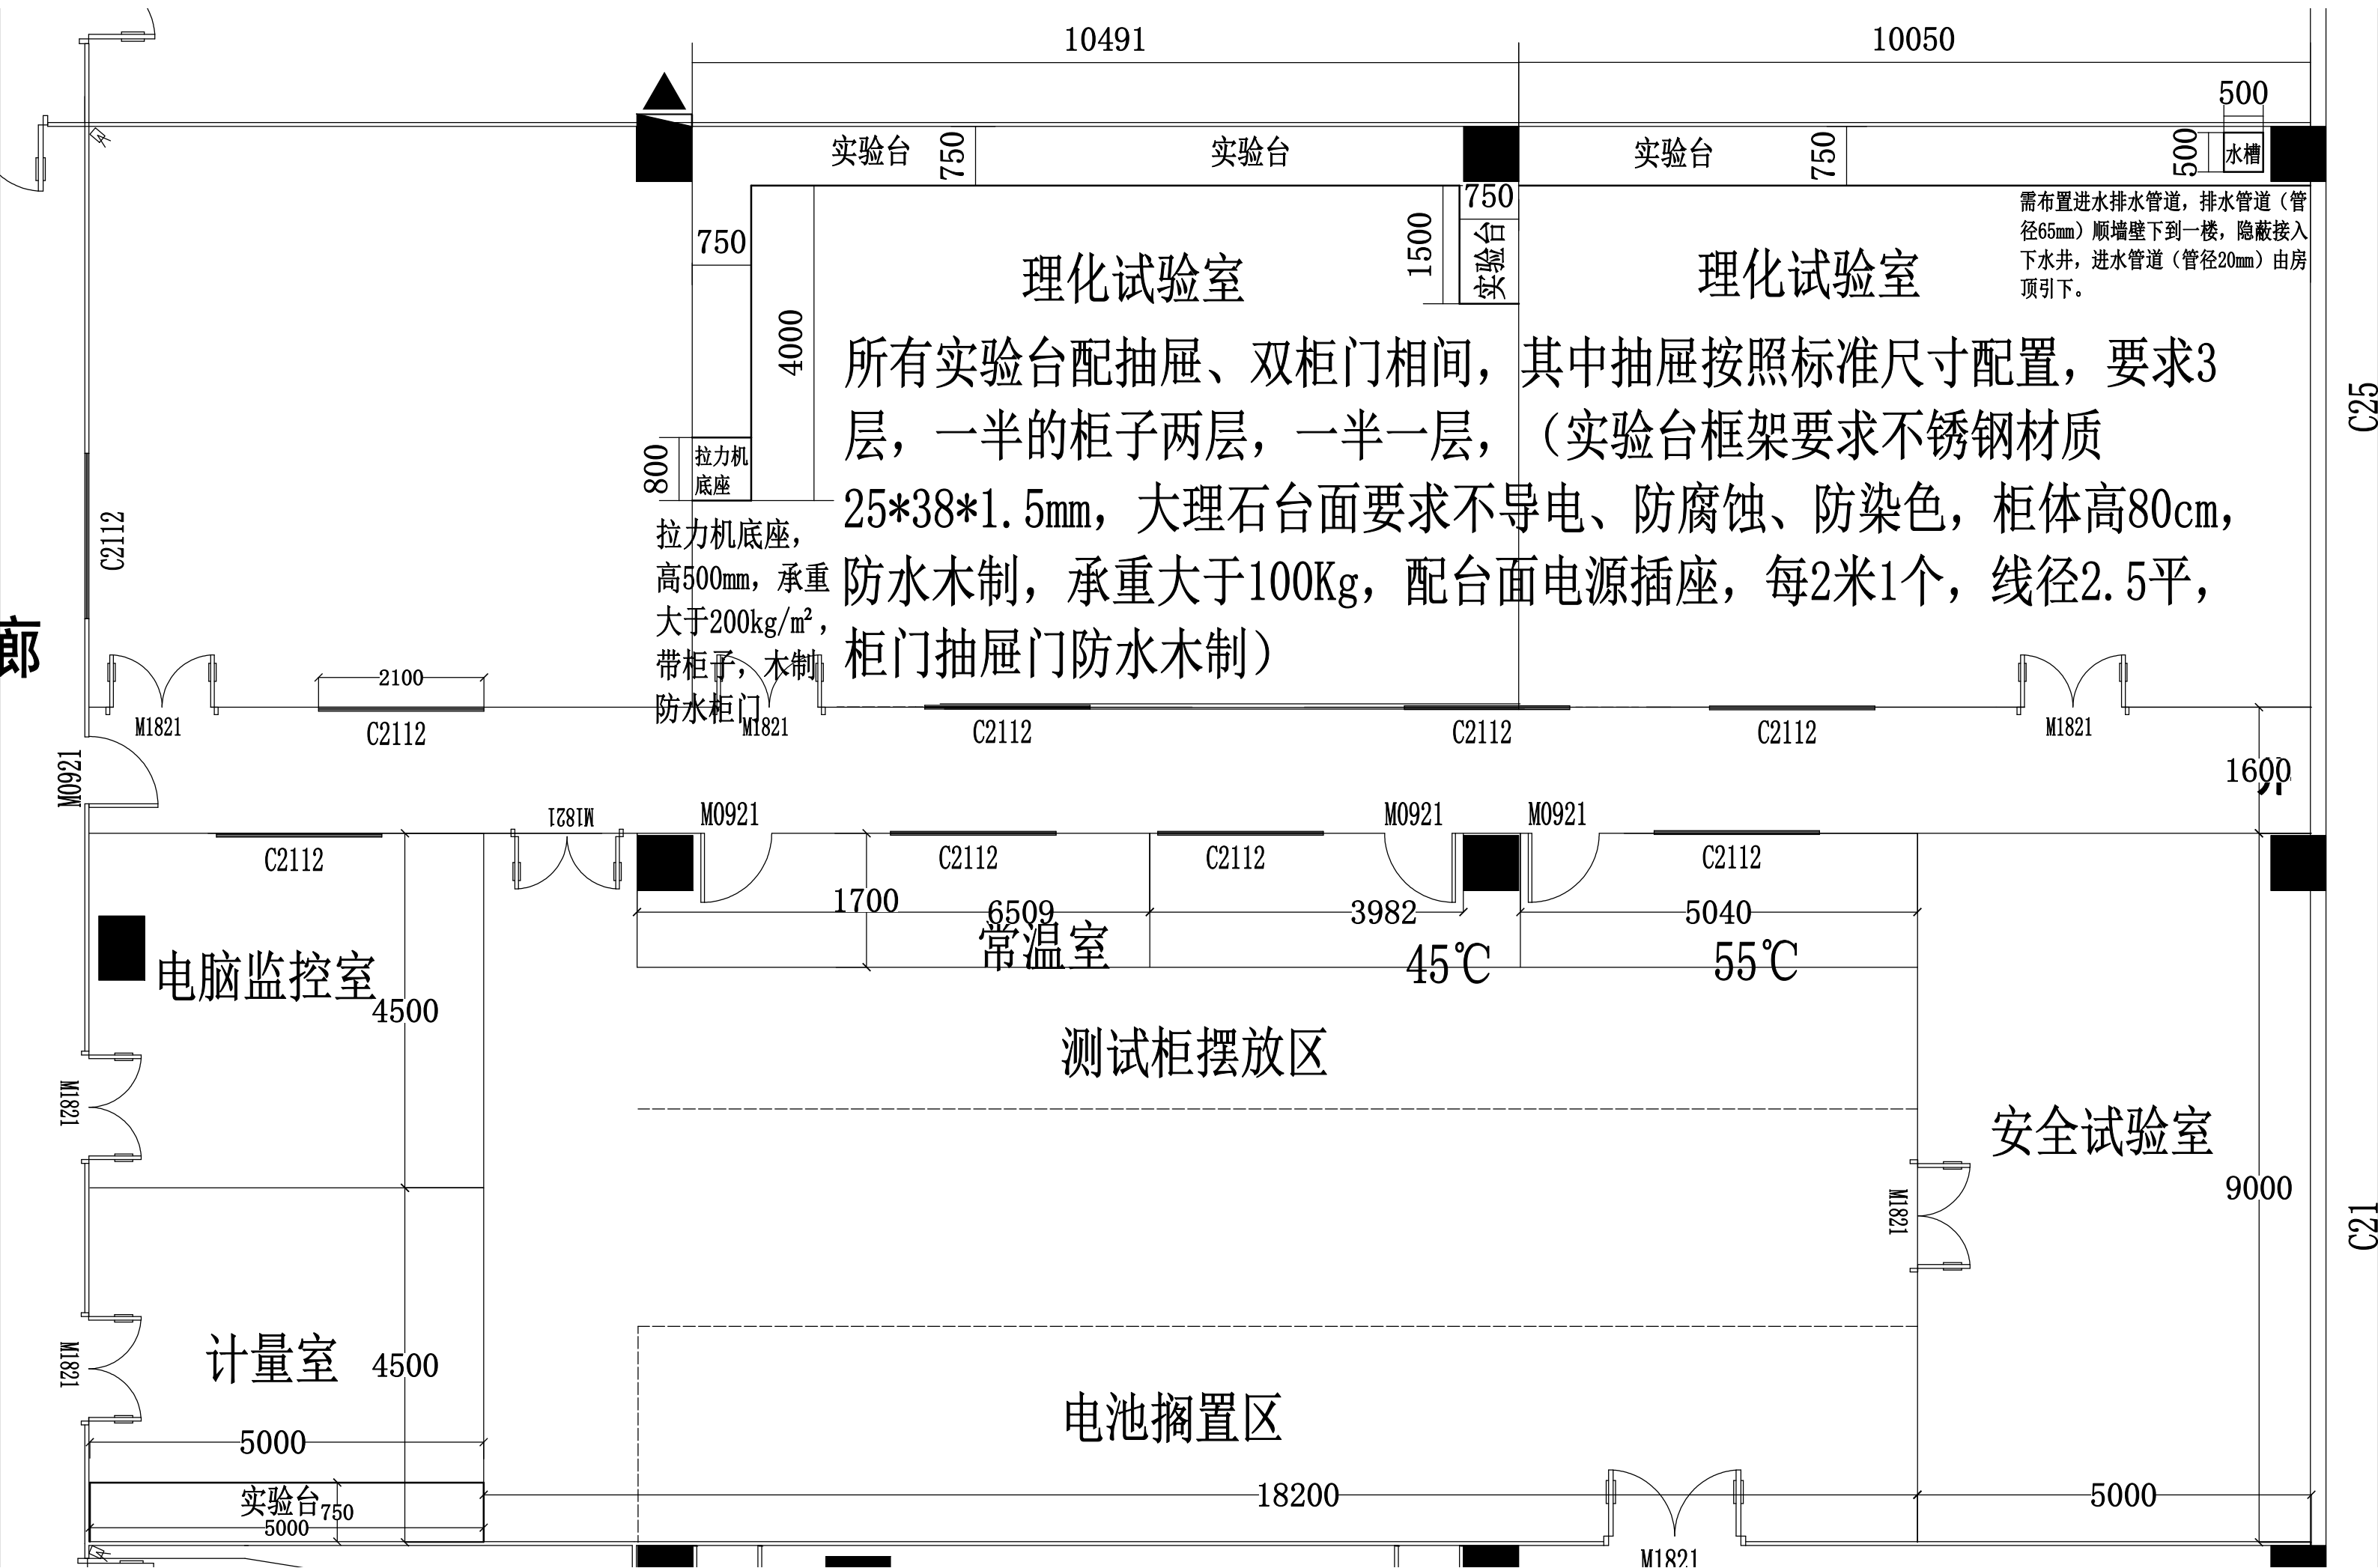 10491
10050
500
实验台
750
实验台
实验台
750
500
水槽
750
1500
实验台
750
4000
需布置进水排水管道，排水管道（管
径65mm）顺墙壁下到一楼，隐蔽接入
下水井，进水管道（管径20mm）由房
顶引下。
理化试验室
理化试验室
所有实验台配抽屉、双柜门相间，其中抽屉按照标准尺寸配置，要求3
层，一半的柜子两层，一半一层，（实验台框架要求不锈钢材质
25*38*1.5mm，大理石台面要求不导电、防腐蚀、防染色，柜体高80cm，
防水木制，承重大于100Kg，配台面电源插座，每2米1个，线径2.5平，
柜门抽屉门防水木制）
C25
800
拉力机
底座
拉力机底座，
高500mm，承重
大于200kg/m²，
带柜子，木制
防水柜门
C2112
廊
2100
M1821
C2112
M1821
C2112
C2112
C2112
M1821
M0921
1600
M1821
M0921
M0921
M0921
C2112
C2112
C2112
C2112
1700
6509
3982
5040
常温室
45℃
55℃
电脑监控室
4500
测试柜摆放区
M1821
安全试验室
M1821
9000
C21
计量室
4500
M1821
电池搁置区
5000
实验台
750
5000
18200
5000
M1821